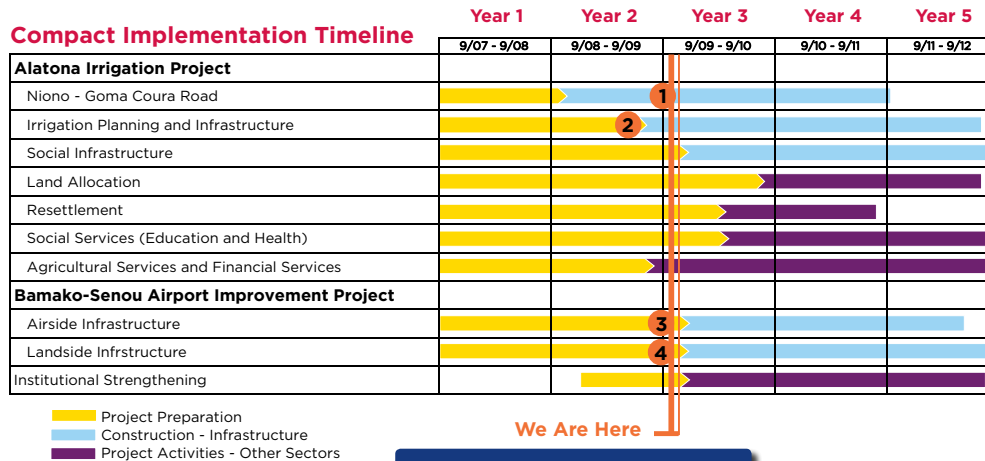 Year 1 Year 2 Year 3 Year 4 Year 5
Compact Implementation Timeline
9/07 - 9/08 9/08 - 9/09 9/09 - 9/10 9/10 - 9/11 9/11 - 9/12
Alatona Irrigation Project
Niono - Goma Coura Road 1
Irrigation Planning and Infrastructure 2
Social Infrastructure
Land Allocation
Resettlement
Social Services (Education and Health)
Agricultural Services and Financial Services
Bamako-Senou Airport Improvement Project
Airside Infrastructure 3
Landside Infrstructure 4
Institutional Strengthening
Project Preparation
Construction - Infrastructure
Project Activities - Other Sectors
We Are Here